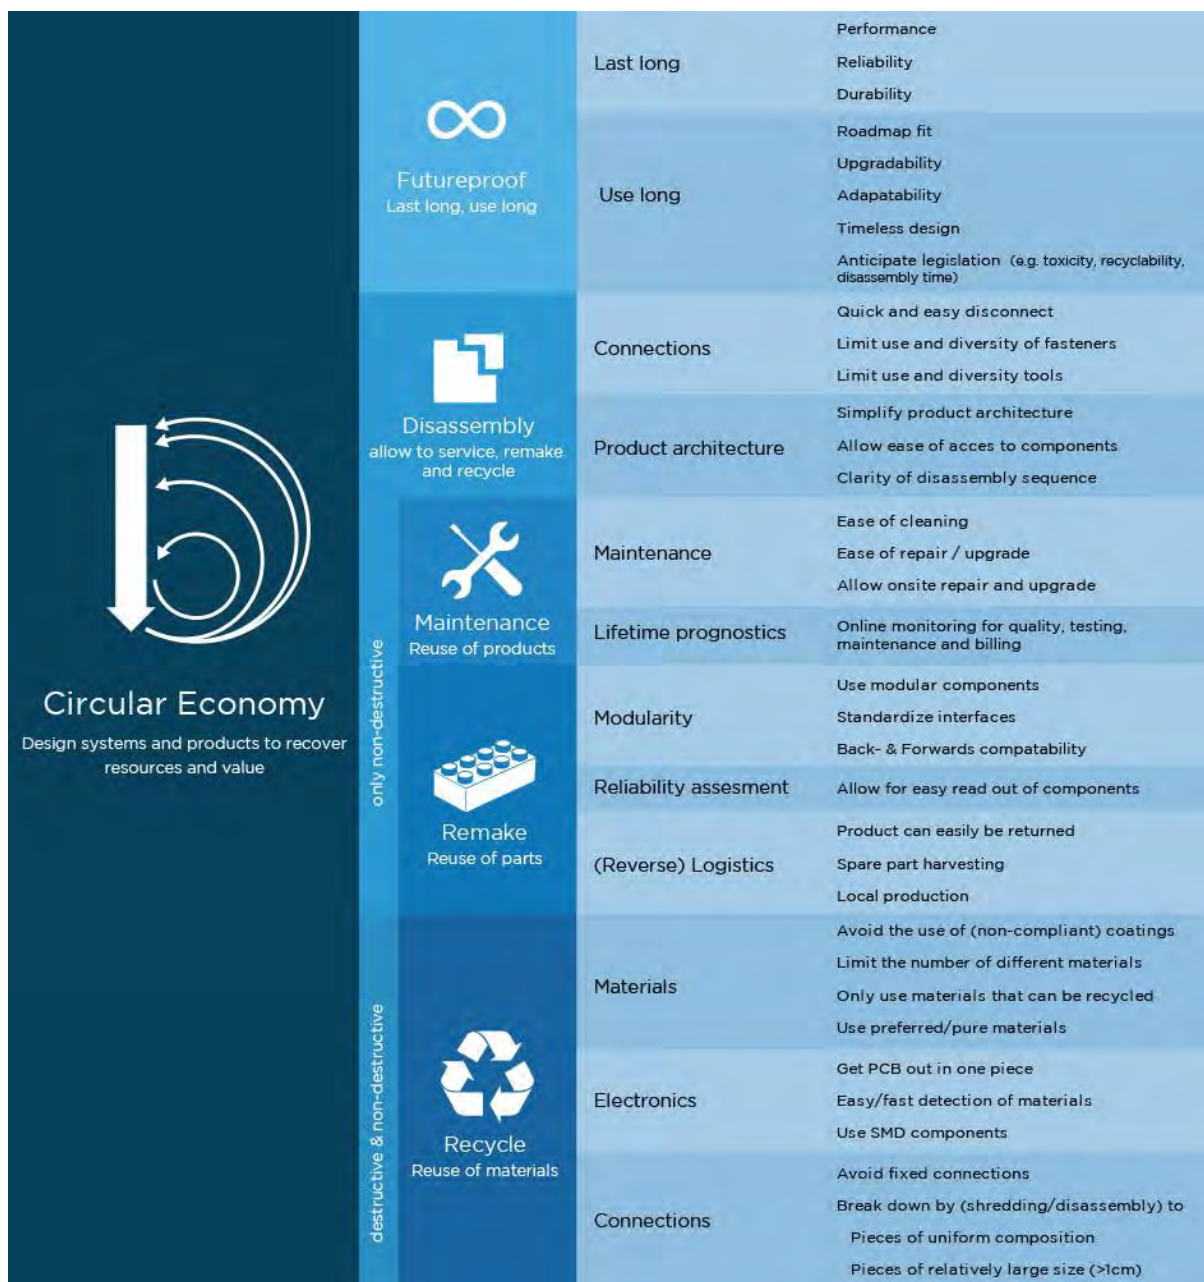 Circular Economy
Design systems and products to recover
resources and value
Futureproof
Last long, use long
Last long
Performance
Reliability
Durability
Use long
Roadmap fit
Upgradability
Adapatability
Timeless design
Anticipate legislation (e.g. toxicity, recyclability,
disassembly time)
Disassembly
allow to service, remake
and recycle
Connections
Quick and easy disconnect
Limit use and diversity of fasteners
Limit use and diversity tools
Product architecture
Simplify product architecture
Allow ease of acces to components
Clarity of disassembly sequence
only non-destructive
Maintenance
Reuse of products
Maintenance
Ease of cleaning
Ease of repair / upgrade
Allow onsite repair and upgrade
Lifetime prognostics
Online monitoring for quality, testing,
maintenance and billing
Remake
Reuse of parts
Modularity
Use modular components
Standardize interfaces
Back- & Forwards compatability
Reliability assesment
Allow for easy read out of components
(Reverse) Logistics
Product can easily be returned
Spare part harvesting
Local production
destructive & non-destructive
Recycle
Reuse of materials
Materials
Avoid the use of (non-compliant) coatings
Limit the number of different materials
Only use materials that can be recycled
Use preferred/pure materials
Electronics
Get PCB out in one piece
Easy/fast detection of materials
Use SMD components
Connections
Avoid fixed connections
Break down by (shredding/disassembly) to
Pieces of uniform composition
Pieces of relatively large size (>1cm)